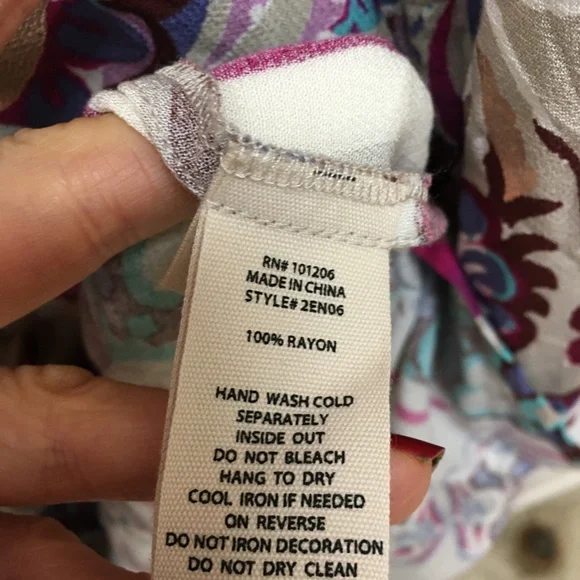 RN# 101206
MADE IN CHINA
STYLE# 2EN06
100% RAYON
HAND WASH COLD
SEPARATELY
INSIDE OUT
DO NOT BLEACH
HANG TO DRY
COOL IRON IF NEEDED
ON REVERSE
DO NOT IRON DECORATION
DO NOT DRY CLEAN